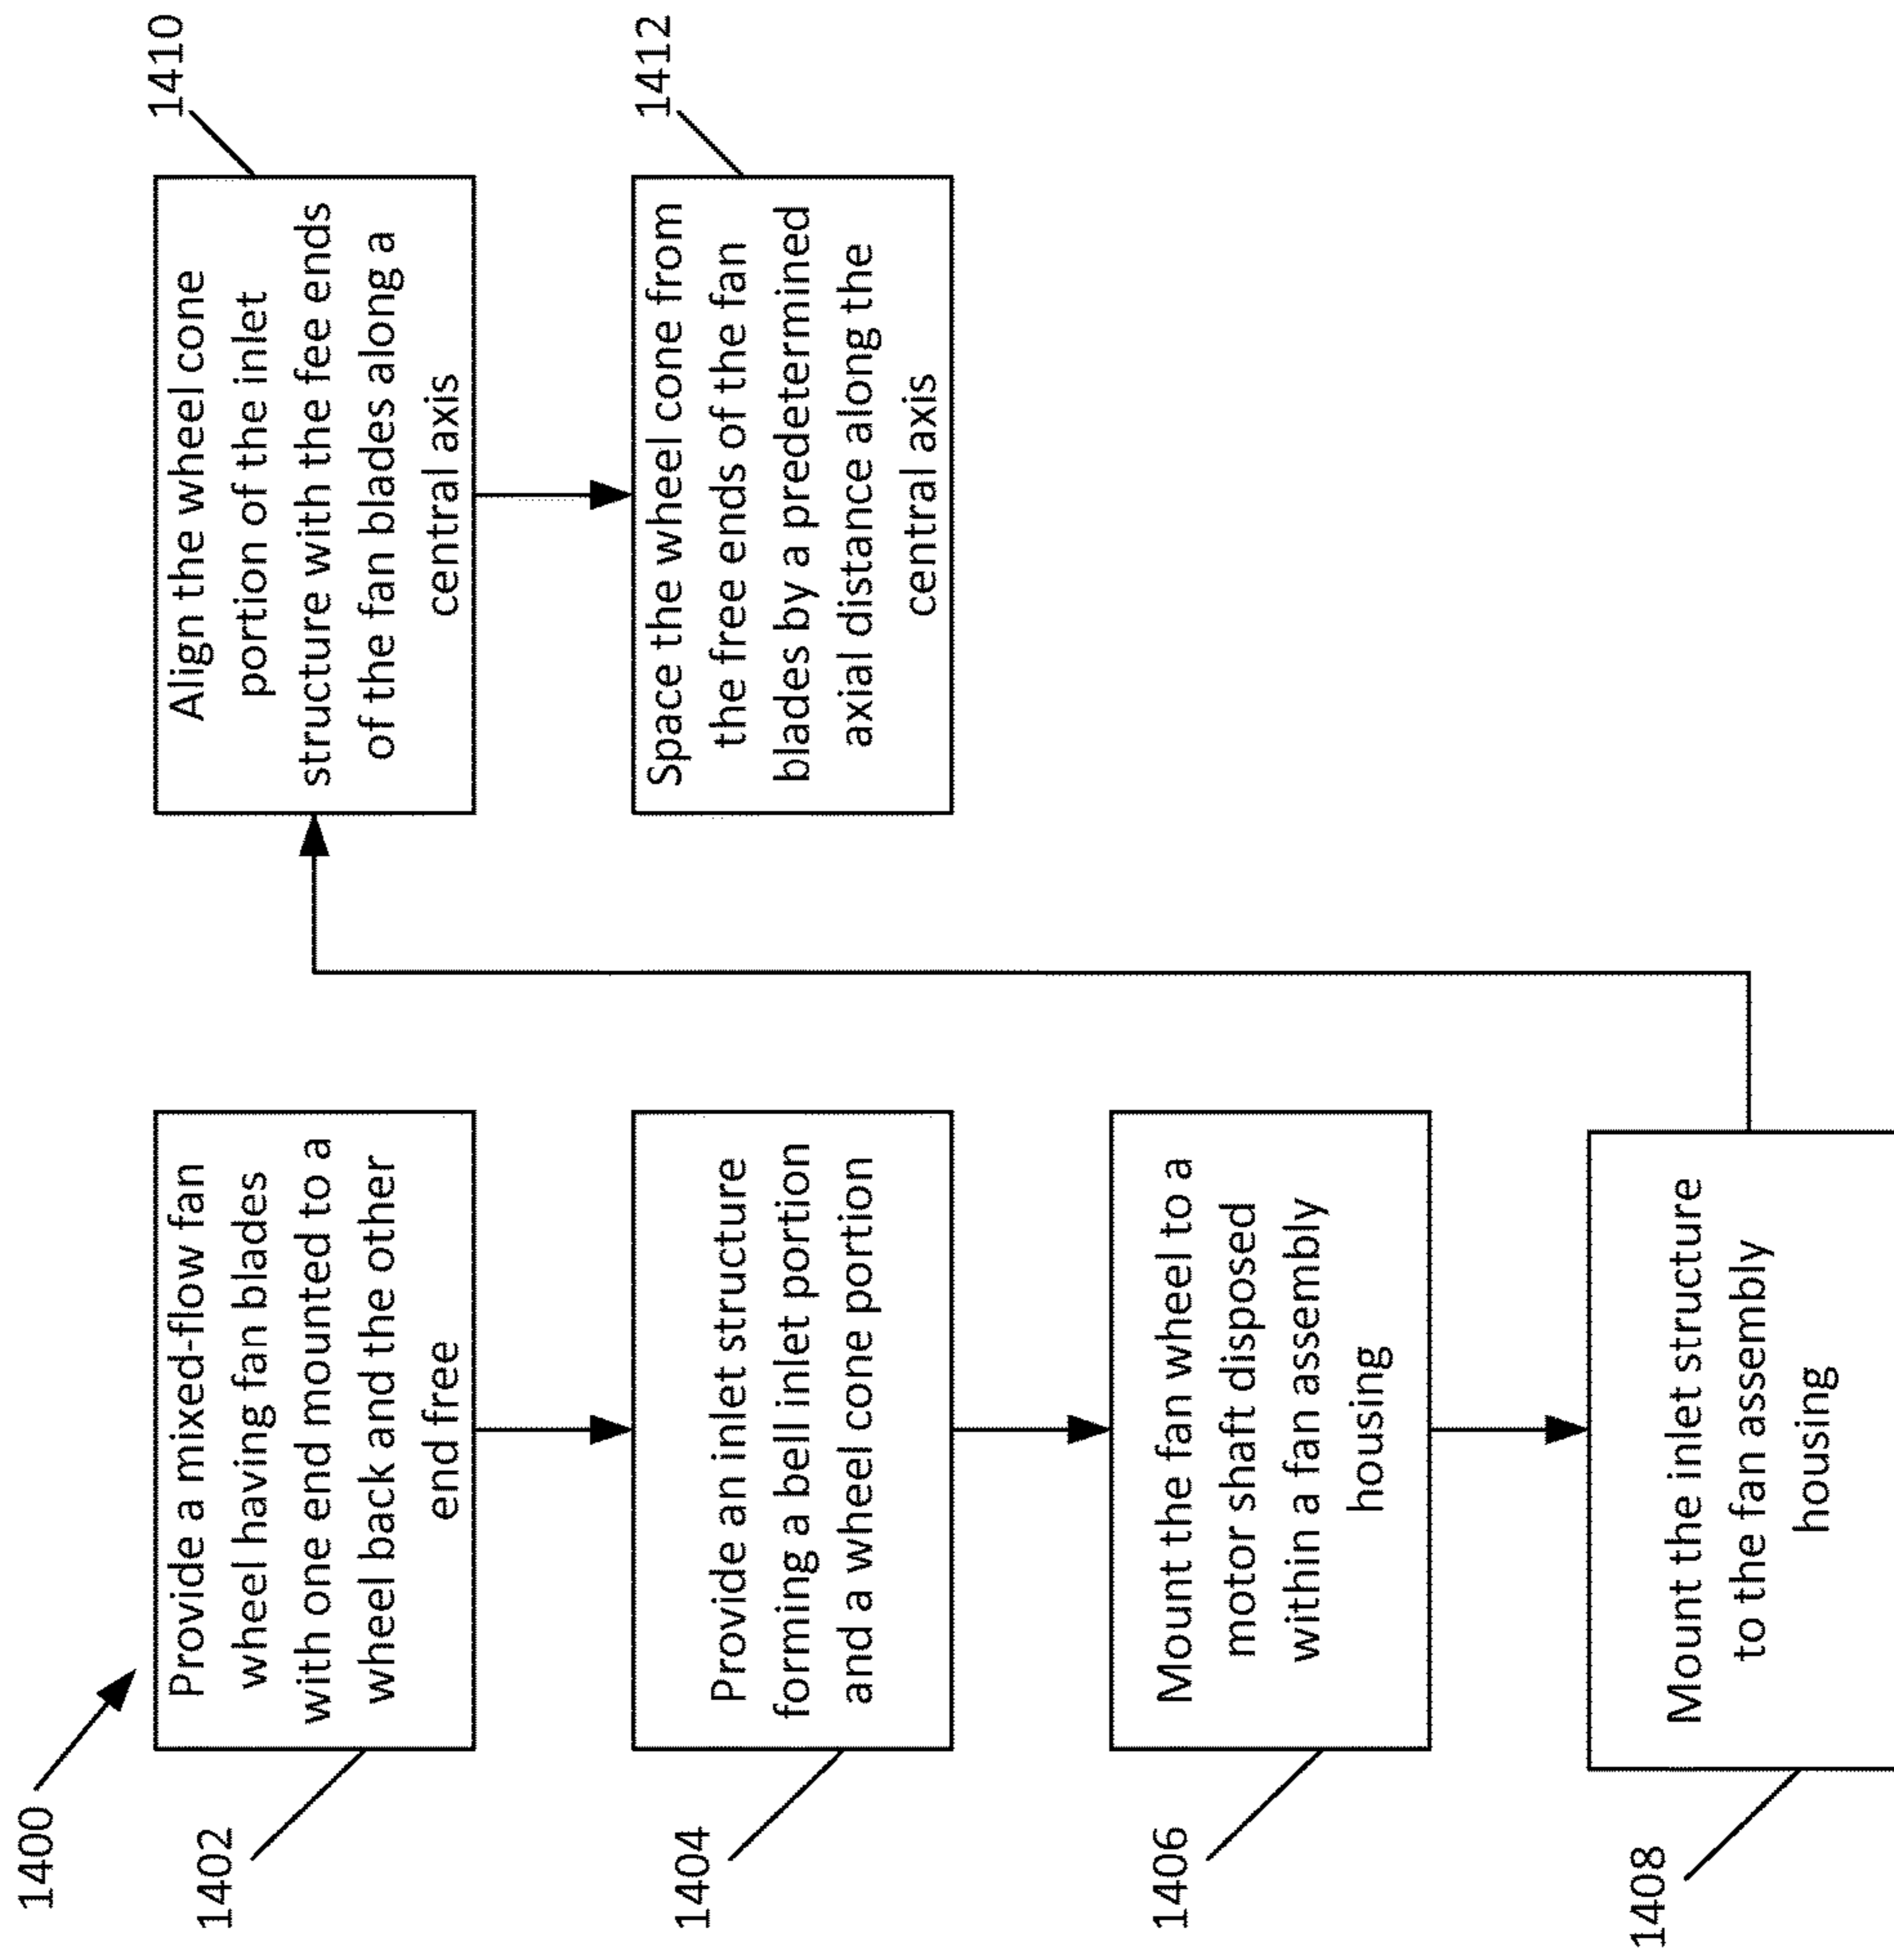 1400
1402
Provide a mixed-flow fan
wheel having fan blades
with one end mounted to a
wheel back and the other
end free
1404
Provide an inlet structure
forming a bell inlet portion
and a wheel cone portion
1406
Mount the fan wheel to a
motor shaft disposed
within a fan assembly
housing
1408
Mount the inlet structure
to the fan assembly
housing
1410
Align the wheel cone
portion of the inlet
structure with the fee ends
of the fan blades along a
central axis
1412
Space the wheel cone from
the free ends of the fan
blades by a predetermined
axial distance along the
central axis